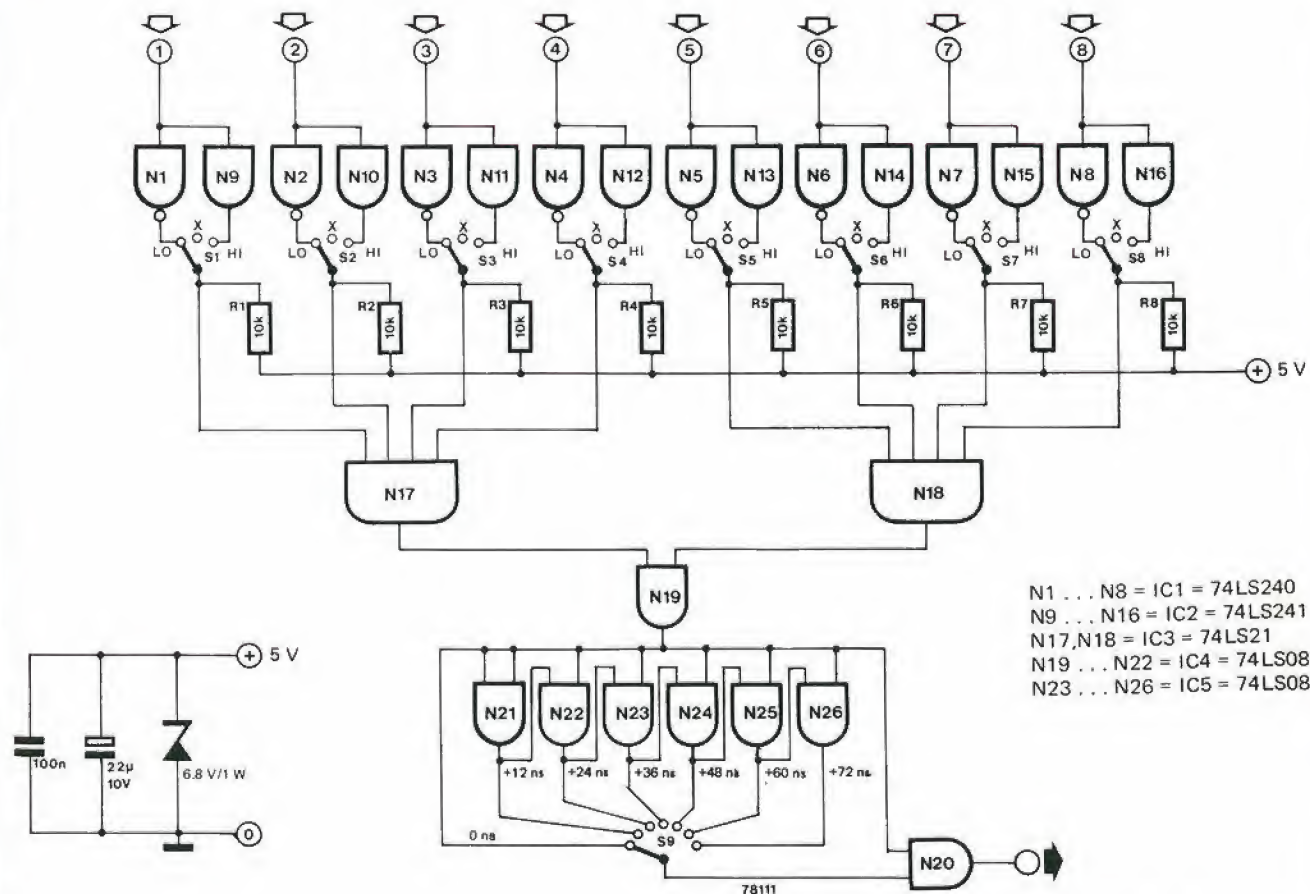 1 2 3 4 5 6 7 8
N1 N9 N2 N10 N3 N11 N4 N12 N5 N13 N6 N14 N7 N15 N8 N16
X X X X X X X X
LO S1 HI LO S2 HI LO S3 HI LO S4 HI LO S5 HI LO S6 HI LO S7 HI LO S8 HI
R1 R2 R3 R4 R5 R6 R7 R8
10k 10k 10k 10k 10k 10k 10k 10k
+ 5 V
N17 N18
N19
N1 . . . N8 = IC1 = 74LS240
N9 . . . N16 = IC2 = 74LS241
N17,N18 = IC3 = 74LS21
N19 . . . N22 = IC4 = 74LS08
N23 . . . N26 = IC5 = 74LS08
+ 5 V
100n
22µ
10V
6.8 V/1 W
0
N21 N22 N23 N24 N25 N26
+12 ns +24 ns +36 ns +48 ns +60 ns +72 ns
0 ns
S9
N20
78111